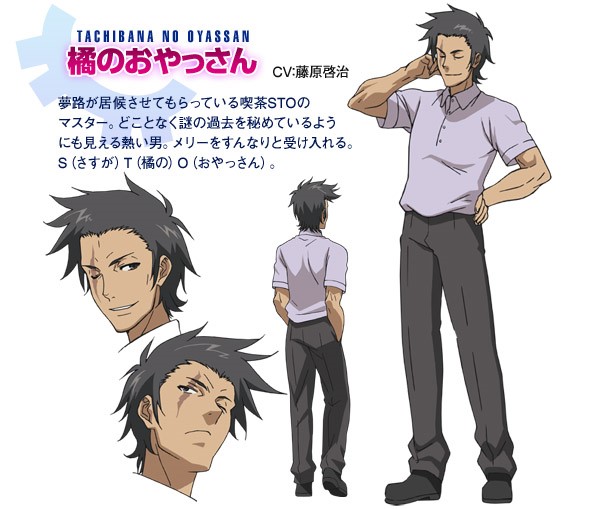 TACHIBANA NO OYASSAN
橘のおやっさん
CV:藤原啓治
夢路が居候させてもらっている喫茶STOの
マスター。どことなく謎の過去を秘めているよう
にも見える熱い男。メリーをすんなりと受け入れる。
S（さすが）T（橘の）O（おやっさん）。